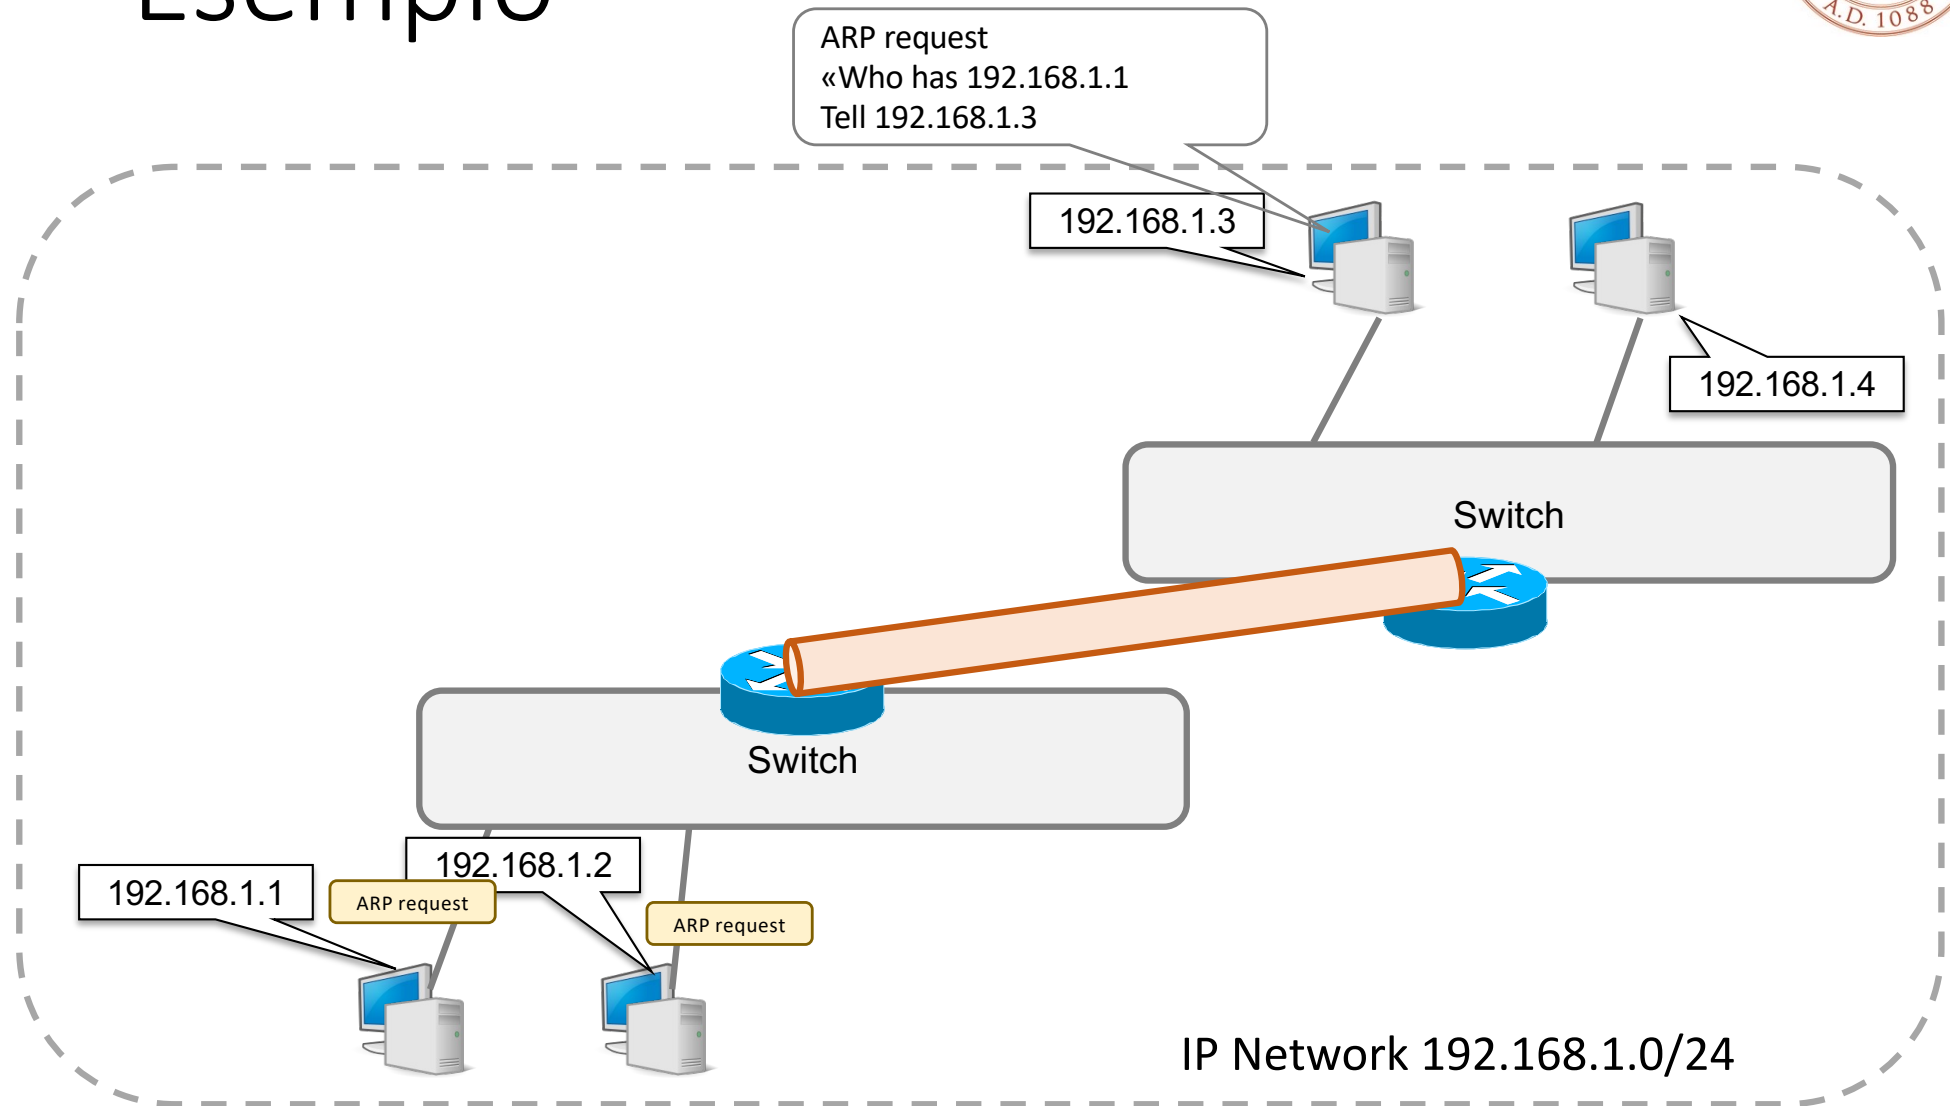 Esempio
A.D. 1088
ARP request
«Who has 192.168.1.1
Tell 192.168.1.3
192.168.1.3
192.168.1.4
Switch
Switch
192.168.1.2
192.168.1.1
ARP request
ARP request
IP Network 192.168.1.0/24